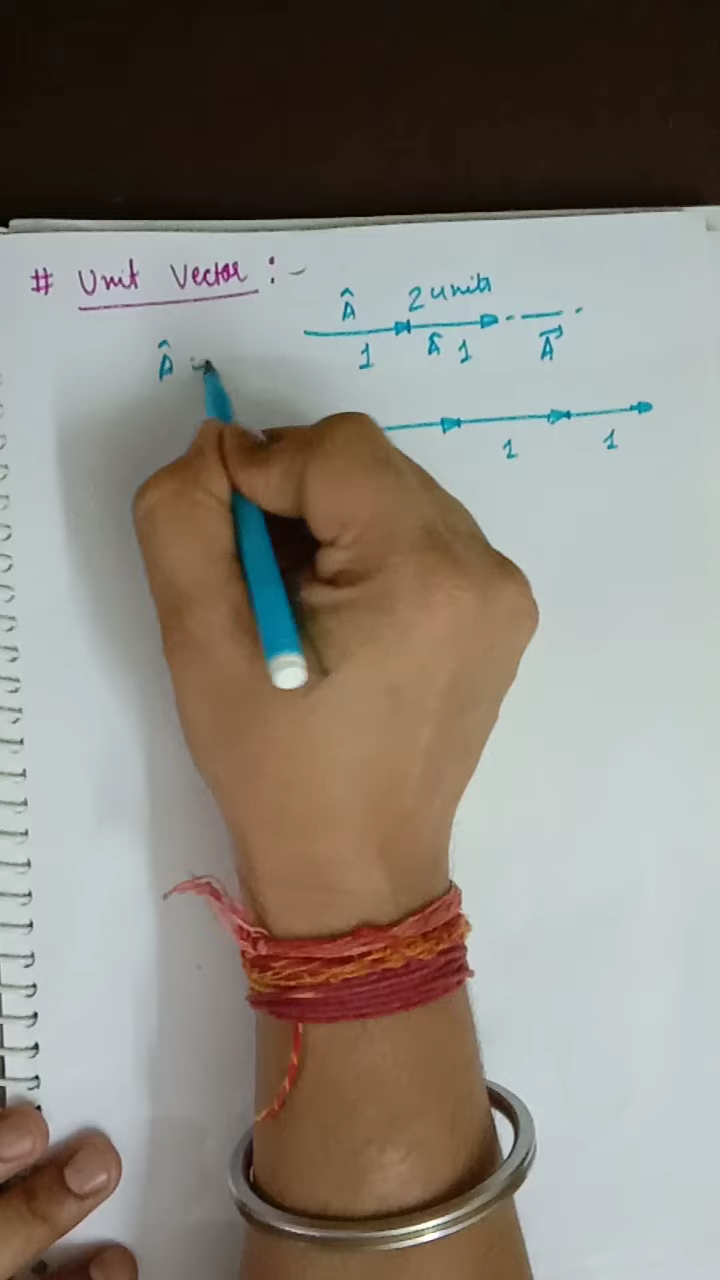 # Unit Vector :-
Â 2 units
1 Â 1 A⃗
Â
1 1